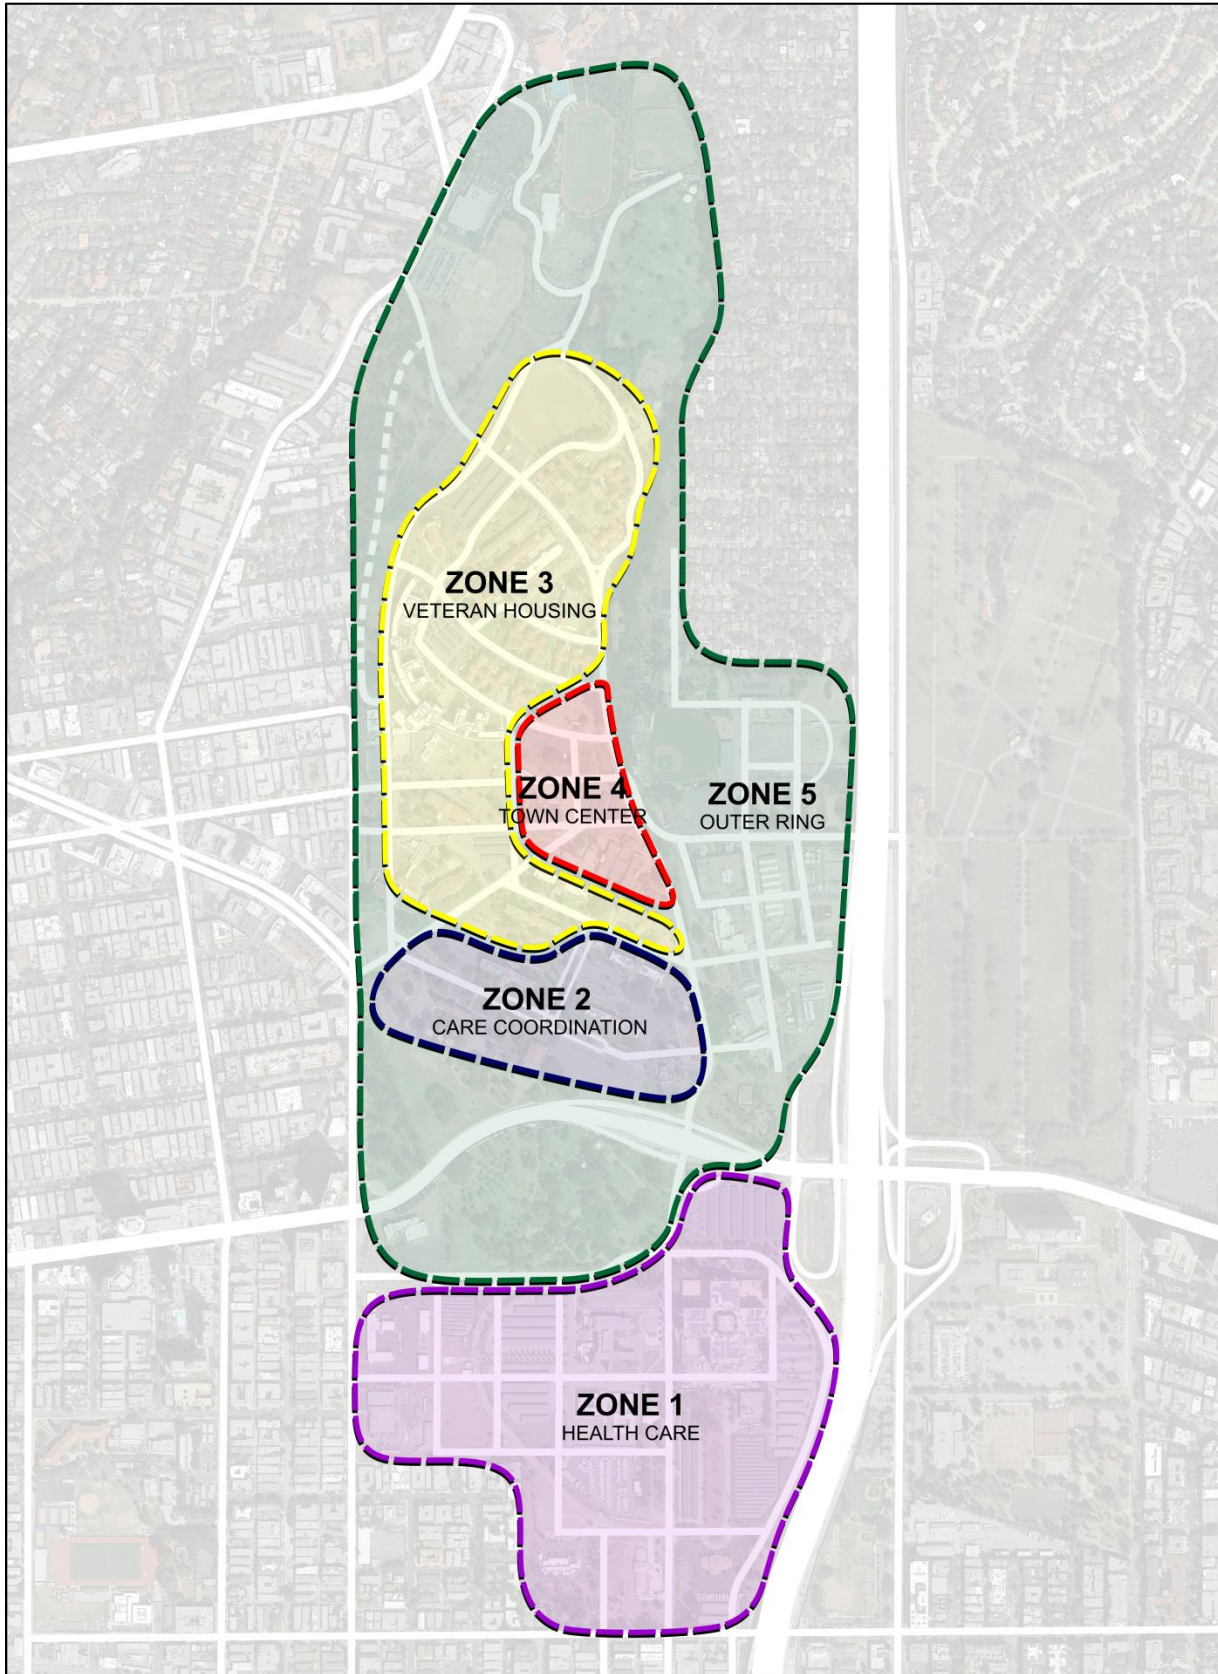 ZONE 3
VETERAN HOUSING
ZONE 4
TOWN CENTER
ZONE 5
OUTER RING
ZONE 2
CARE COORDINATION
ZONE 1
HEALTH CARE